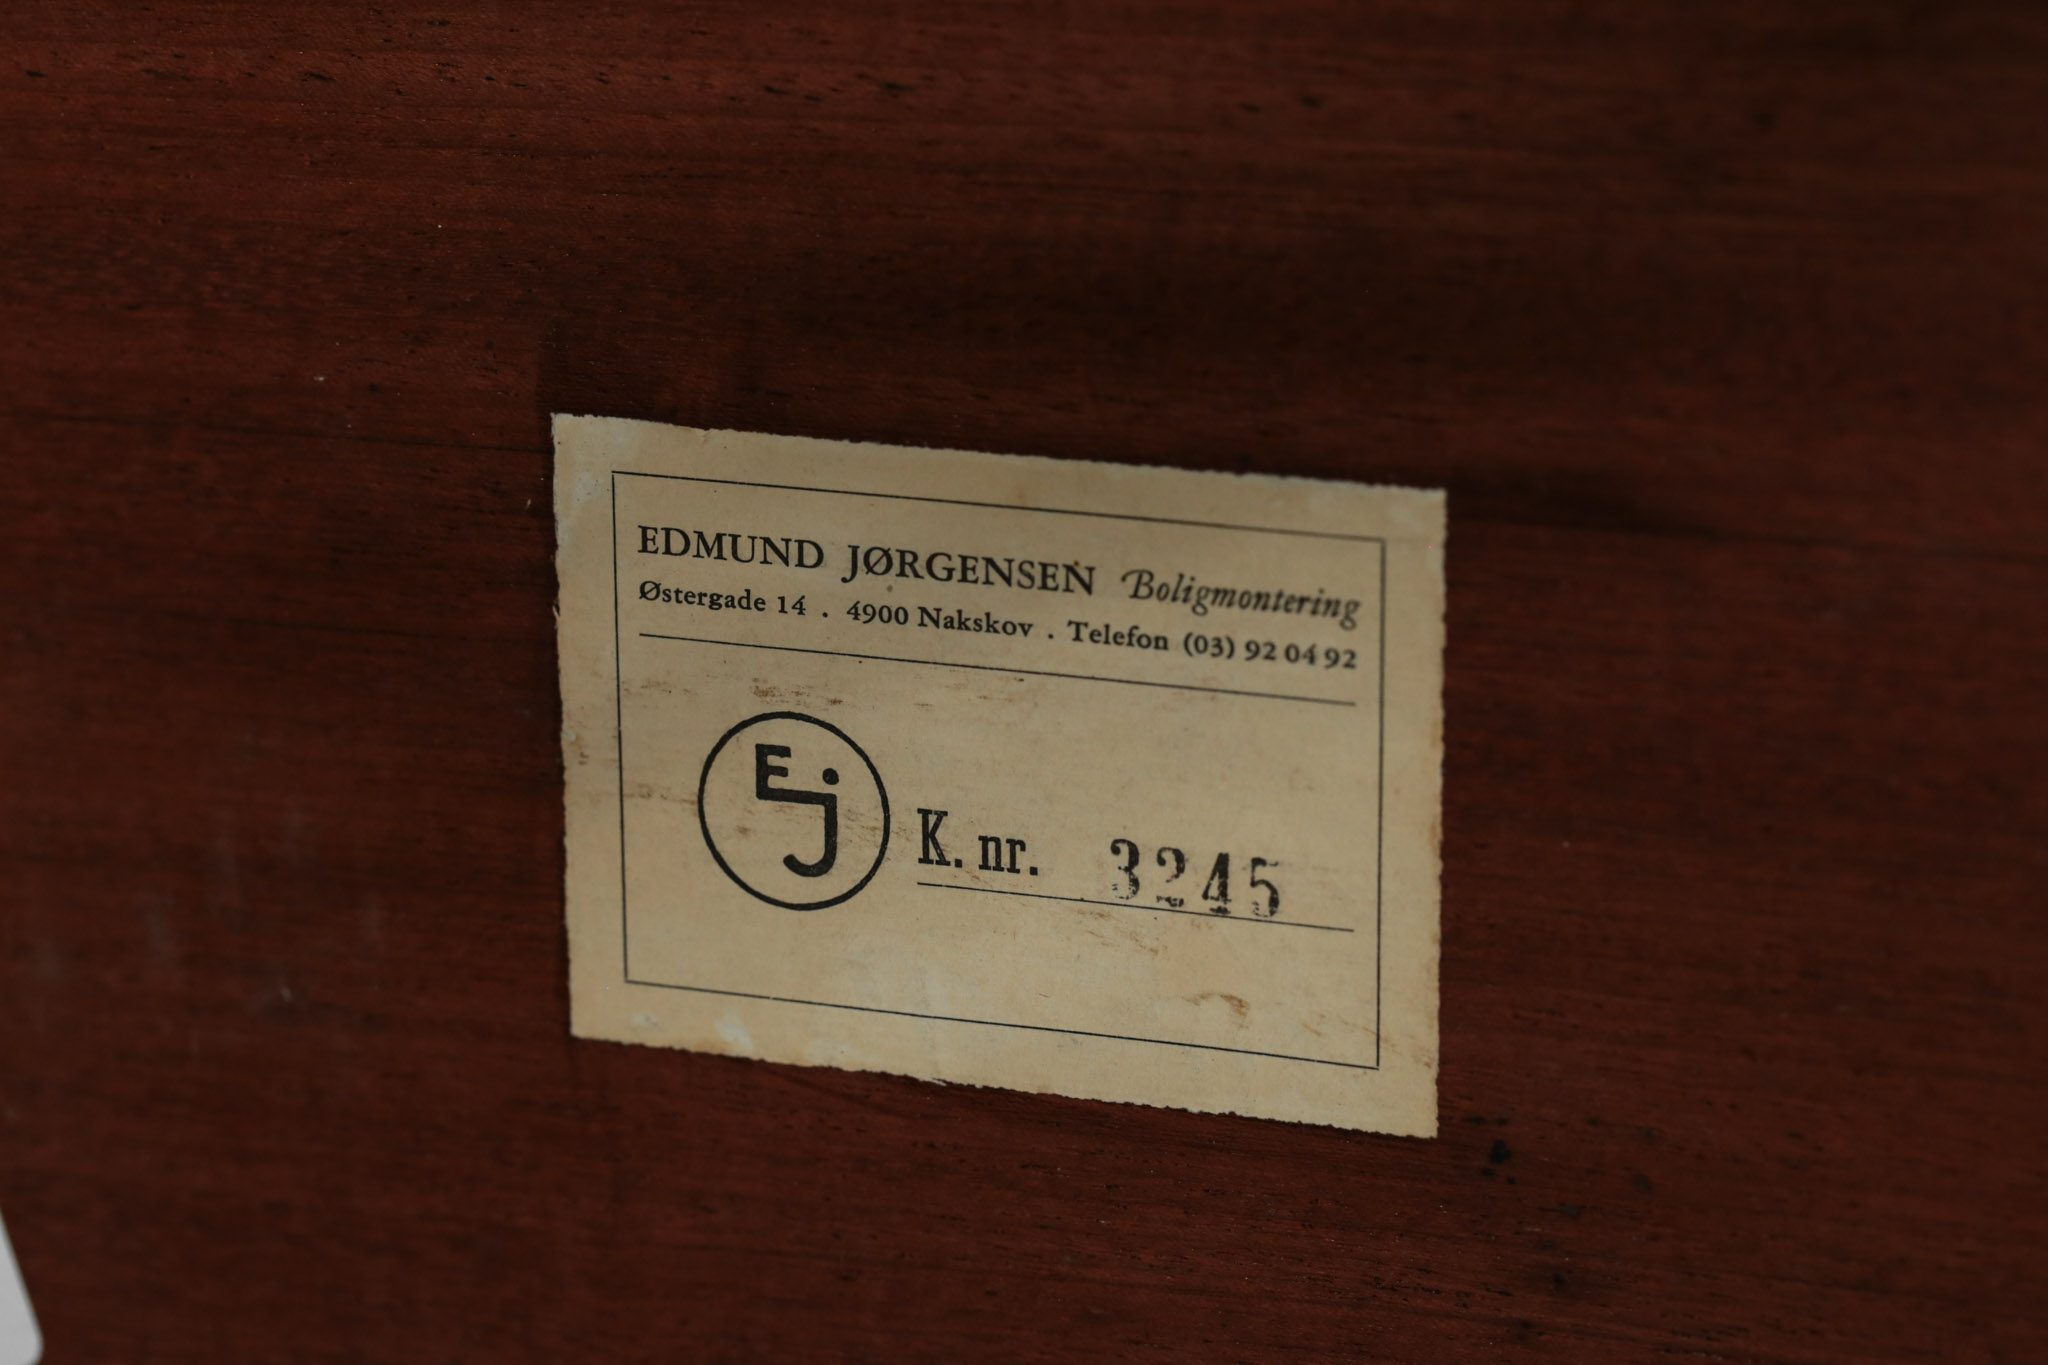 EDMUND JØRGENSEN Boligmontering
Østergade 14 . 4900 Nakskov . Telefon (03) 92 04 92
Ej
K. nr. 3245